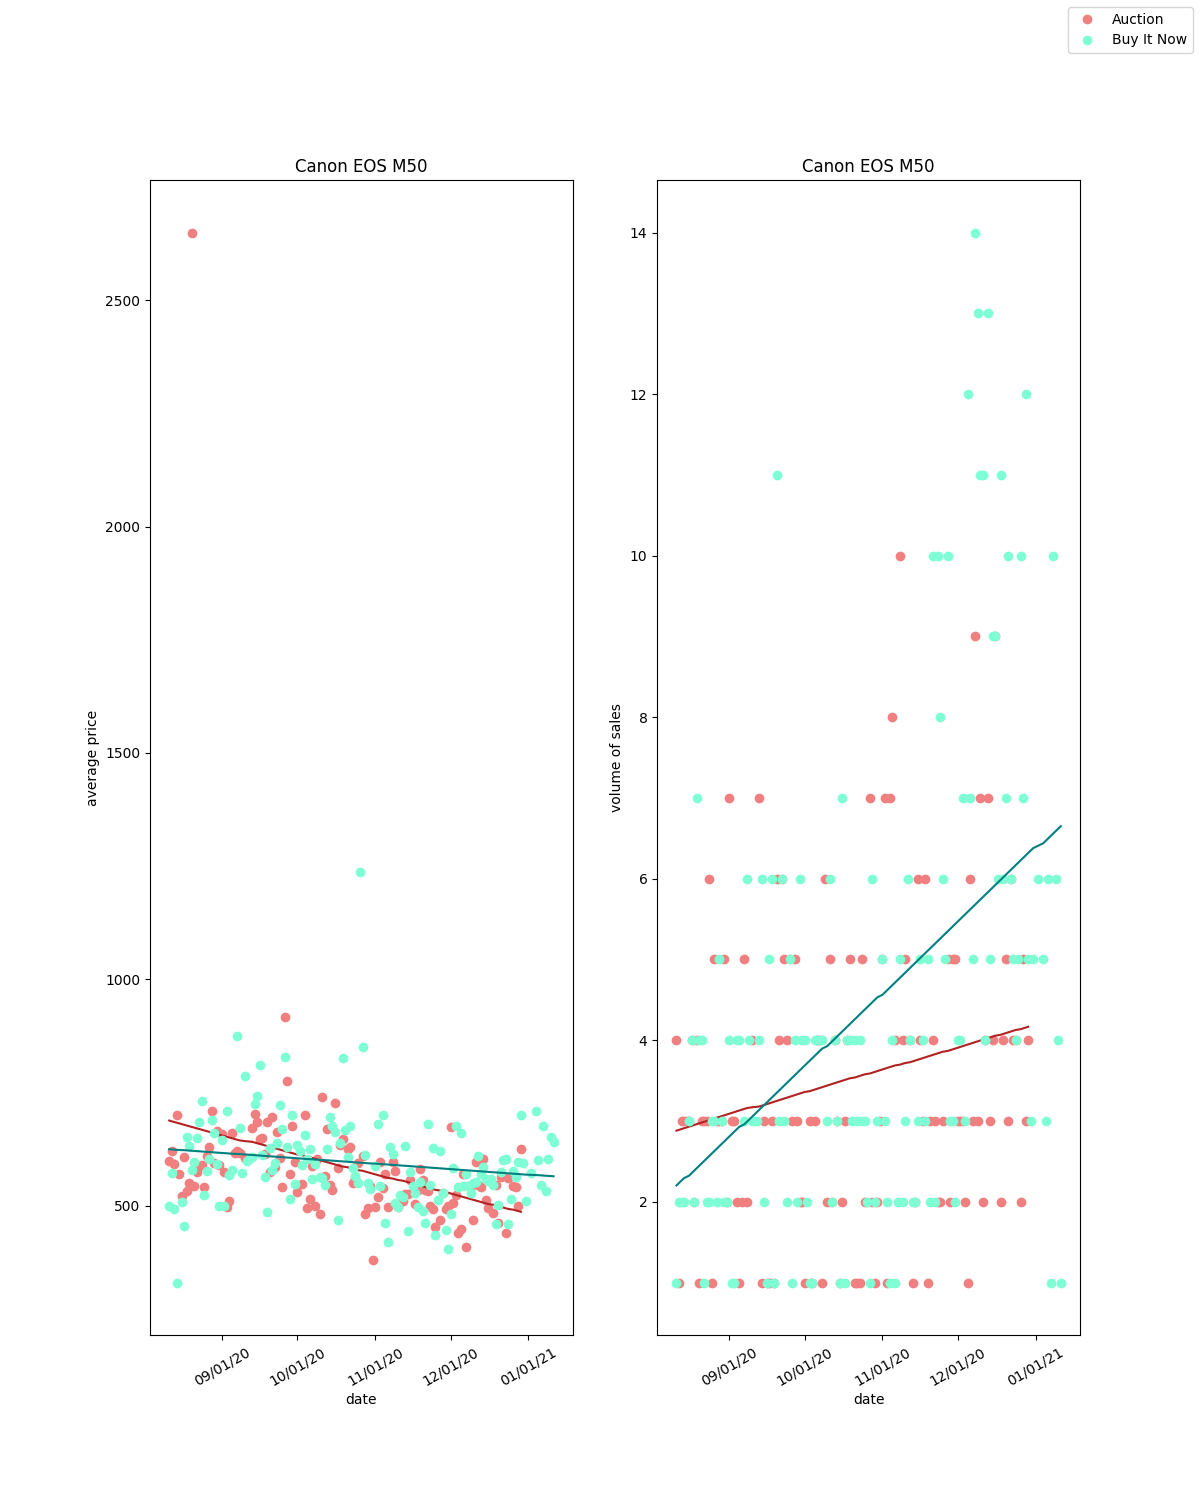 Auction
Buy It Now
Canon EOS M50
average price
2500
2000
1500
1000
500
09/01/20
10/01/20
11/01/20
12/01/20
01/01/21
date
Canon EOS M50
volume of sales
14
12
10
8
6
4
2
09/01/20
10/01/20
11/01/20
12/01/20
01/01/21
date